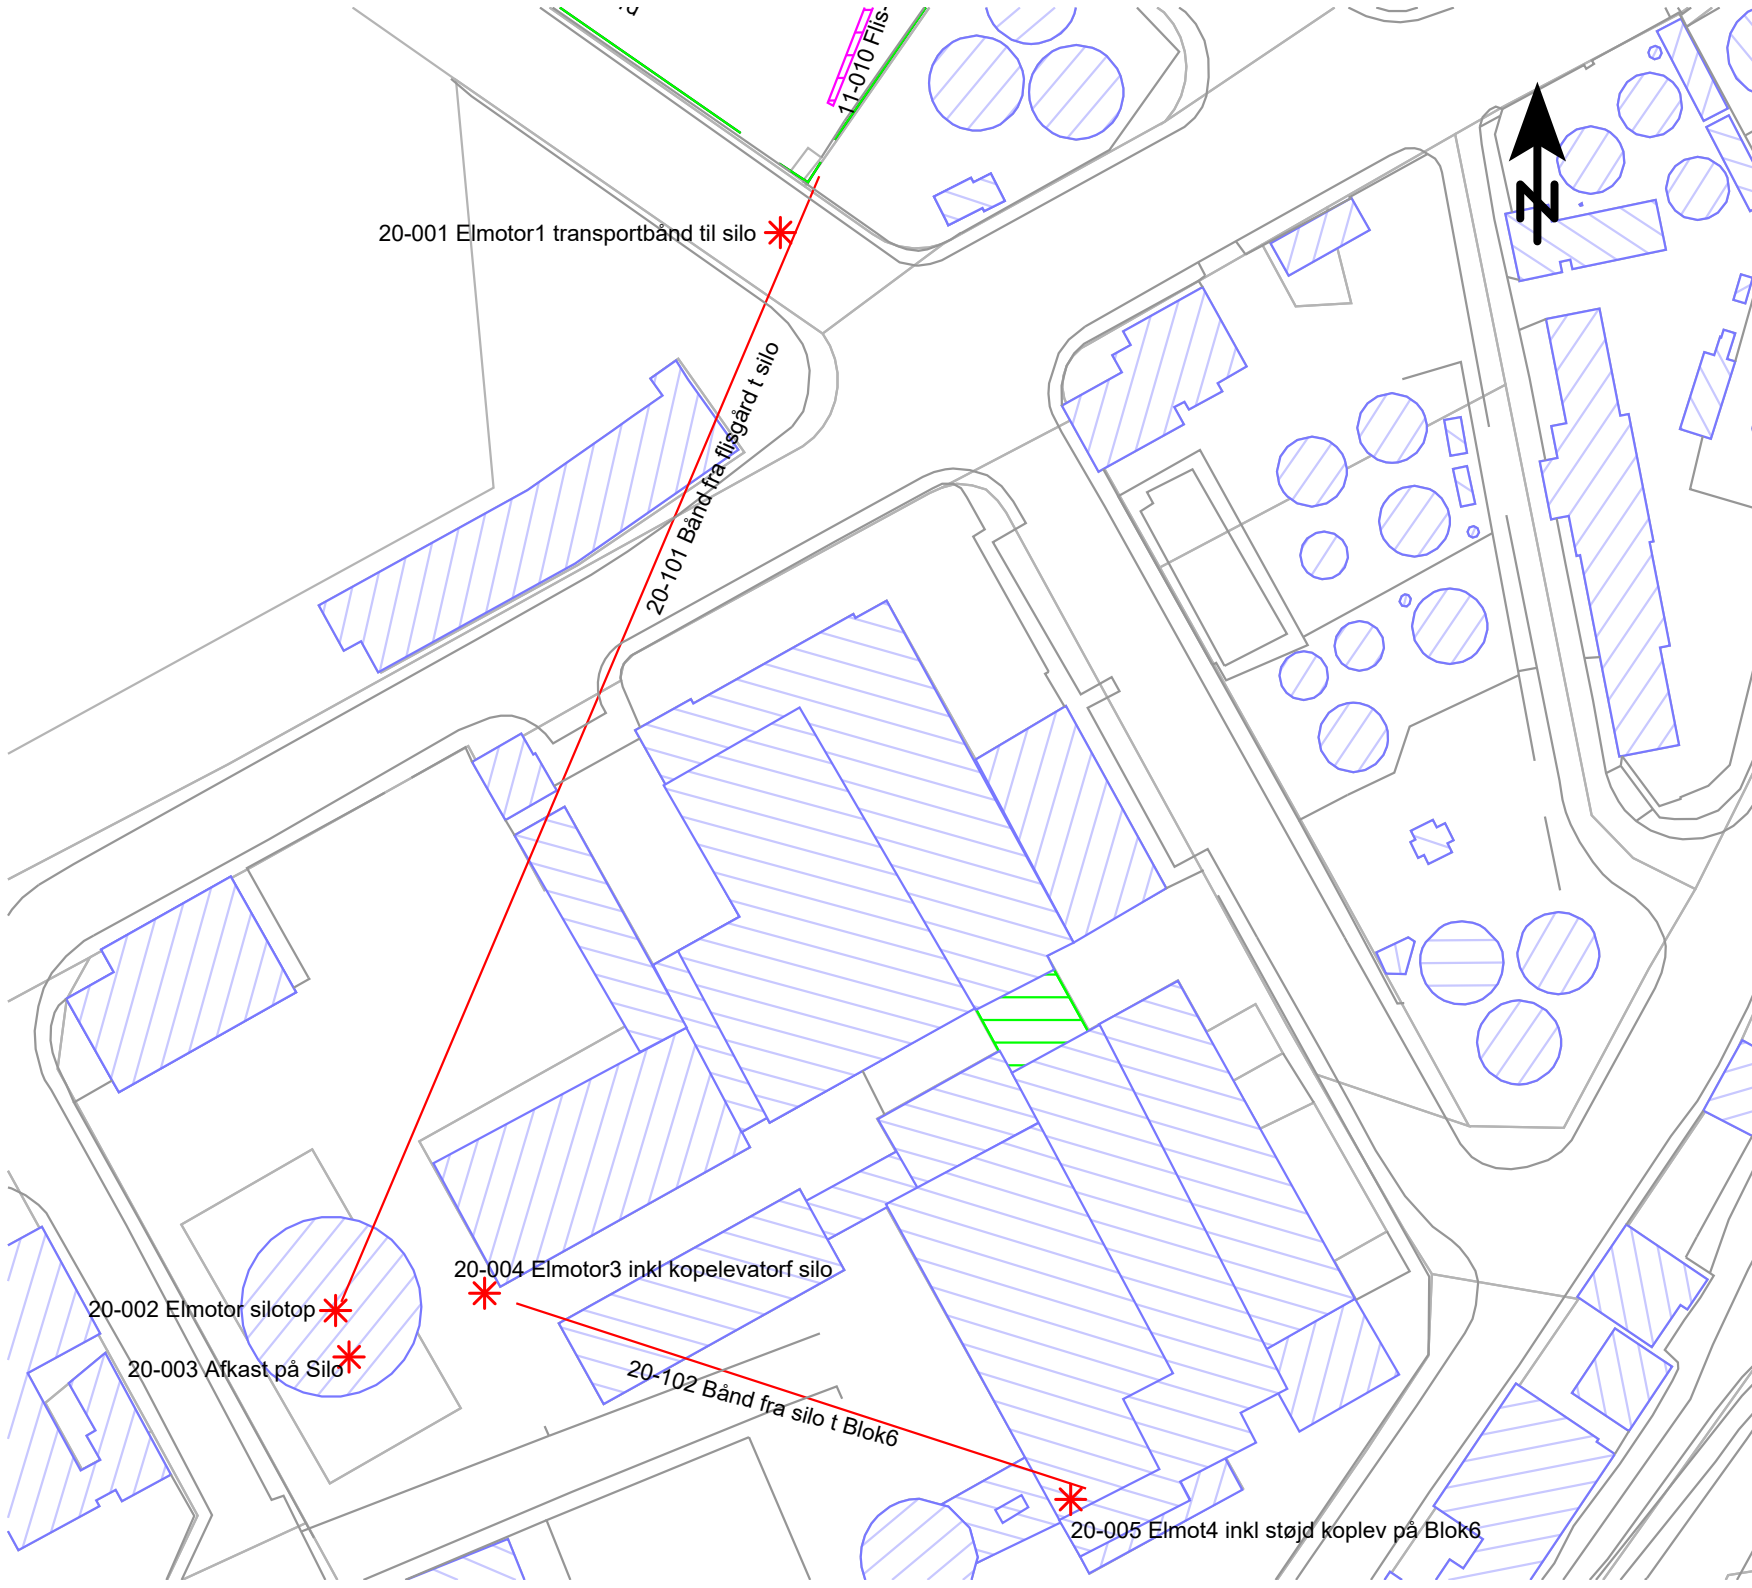 11-010 Flis-
20-001 Elmotor1 transportbånd til silo
N
20-101 Bånd fra flisgård t silo
20-004 Elmotor3 inkl kopelevatorf silo
20-002 Elmotor silotop
20-003 Afkast på Silo
20-102 Bånd fra silo t Blok6
20-005 Elmot4 inkl støjd koplev på Blok6